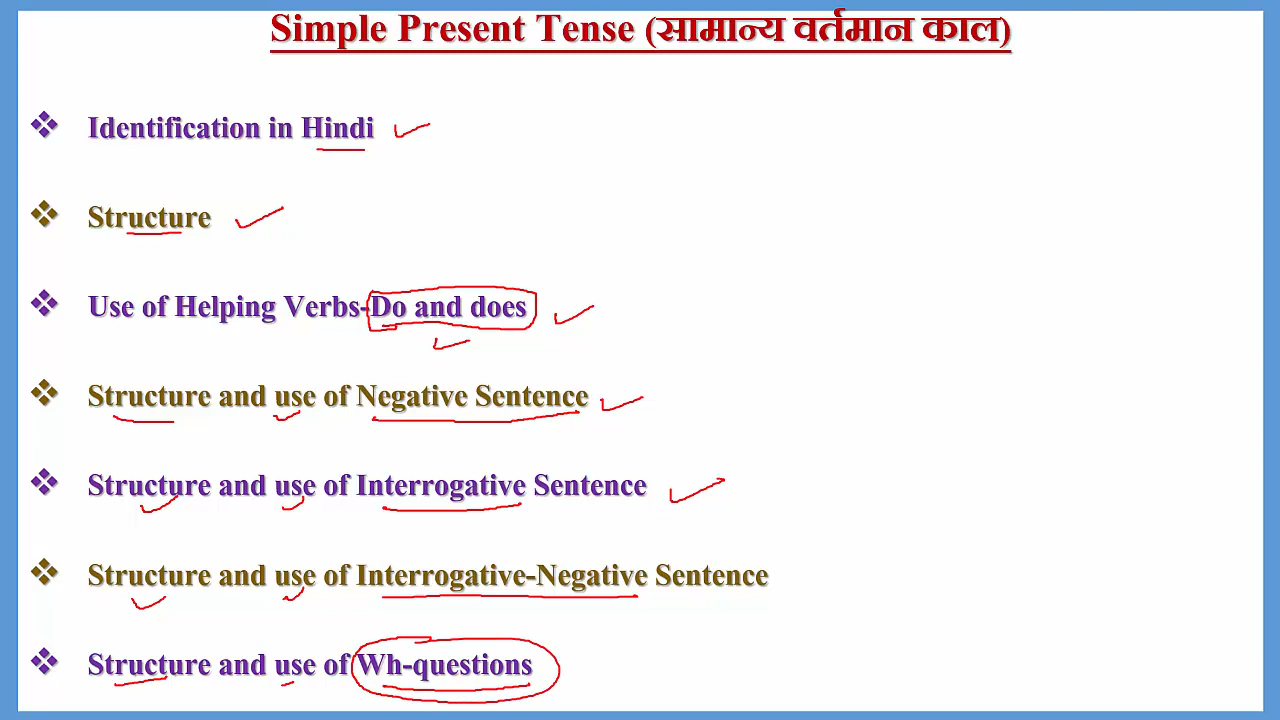 Simple Present Tense (सामान्य वर्तमान काल)
Identification in Hindi
Structure
Use of Helping Verbs-Do and does
Structure and use of Negative Sentence
Structure and use of Interrogative Sentence
Structure and use of Interrogative-Negative Sentence
Structure and use of Wh-questions